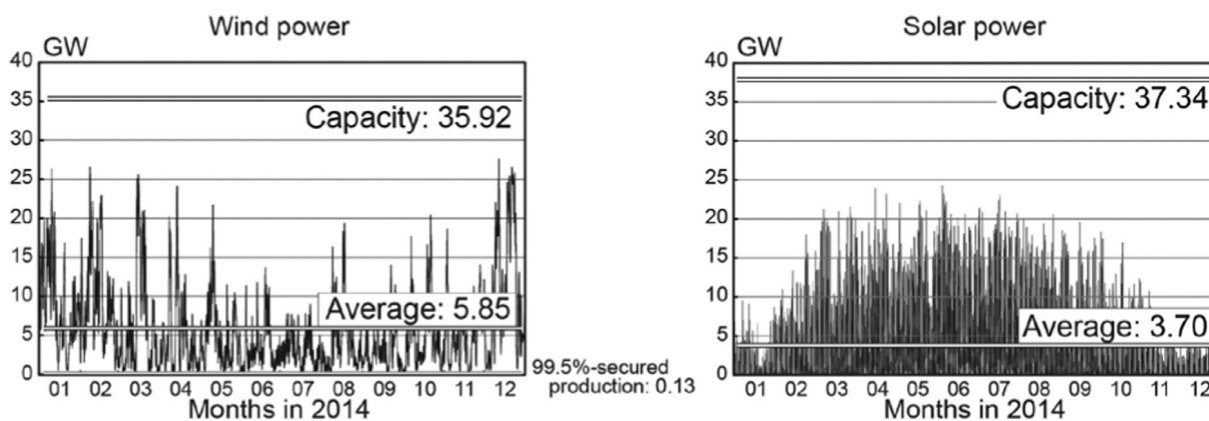 Wind power
GW
40
35
30
25
20
15
10
5
0
Capacity: 35.92
Average: 5.85
99.5%-secured
production: 0.13
01 02 03 04 05 06 07 08 09 10 11 12
Months in 2014
Solar power
GW
40
35
30
25
20
15
10
5
0
Capacity: 37.34
Average: 3.70
01 02 03 04 05 06 07 08 09 10 11 12
Months in 2014